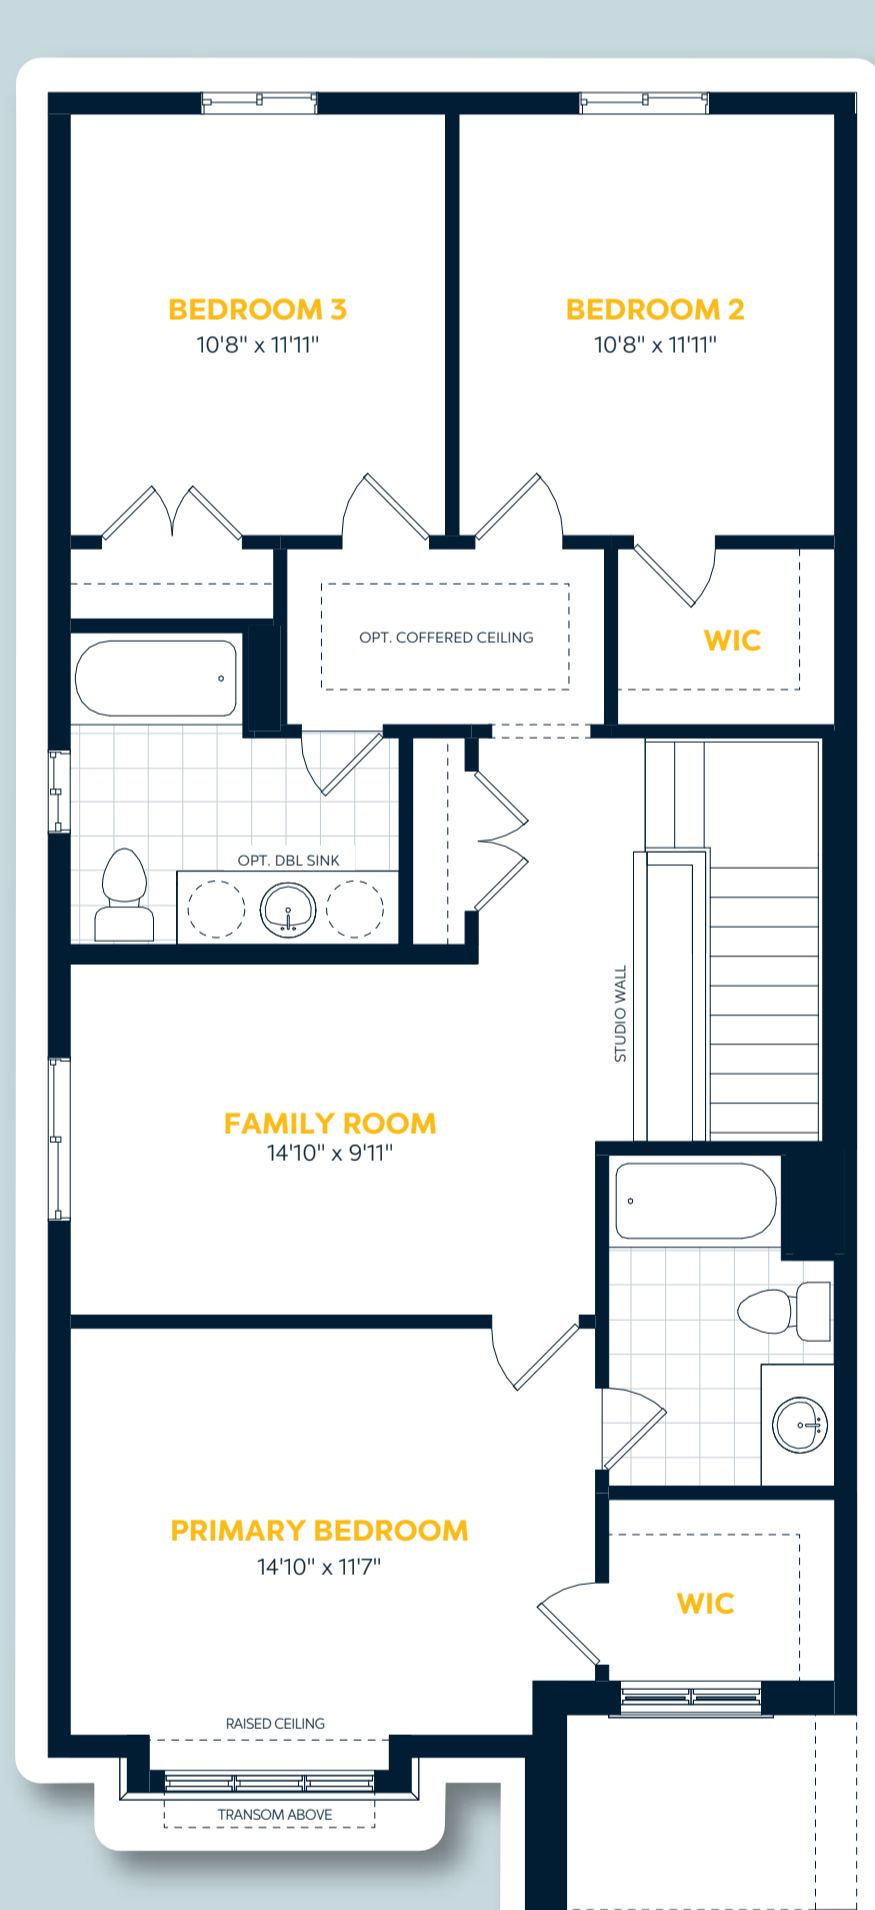 BEDROOM 3
10'8" x 11'11"
BEDROOM 2
10'8" x 11'11"
OPT. COFFERED CEILING
WIC
OPT. DBL SINK
STUDIO WALL
FAMILY ROOM
14'10" x 9'11"
PRIMARY BEDROOM
14'10" x 11'7"
WIC
RAISED CEILING
TRANSOM ABOVE